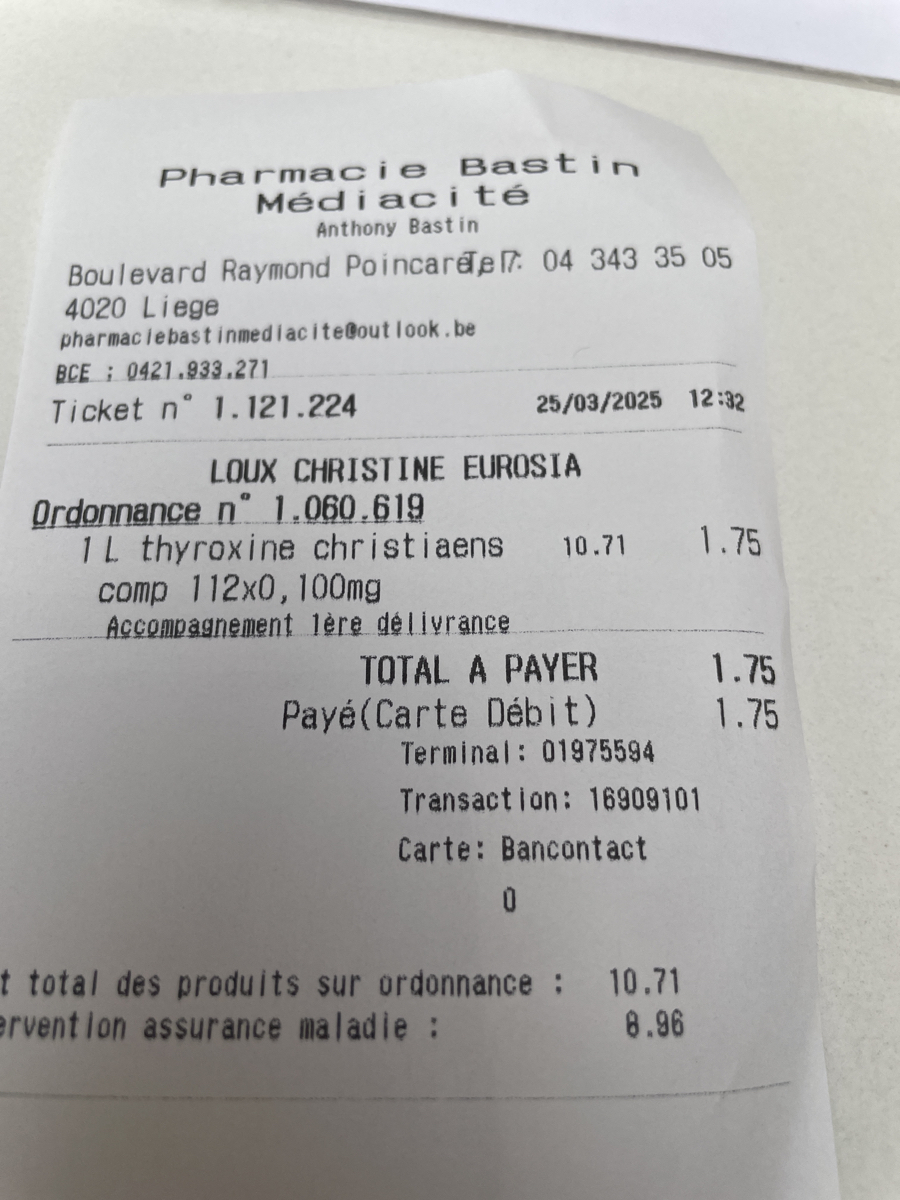 Pharmacie Bastin
Médiacité
Anthony Bastin
Boulevard Raymond Poincaré, 7 Tel : 04 343 35 05
4020 Liege
pharmaciebastinmediacite@outlook.be
BCE : 0421.933.271
Ticket n° 1.121.224 25/03/2025 12:32
LOUX CHRISTINE EUROSIA
Ordonnance n° 1.060.619
1 L thyroxine christiaens 10.71 1.75
comp 112x0,100mg
Accompagnement 1ère délivrance
TOTAL A PAYER 1.75
Payé(Carte Débit) 1.75
Terminal: 01975594
Transaction: 16909101
Carte: Bancontact
0
t total des produits sur ordonnance : 10.71
ervention assurance maladie : 8.96